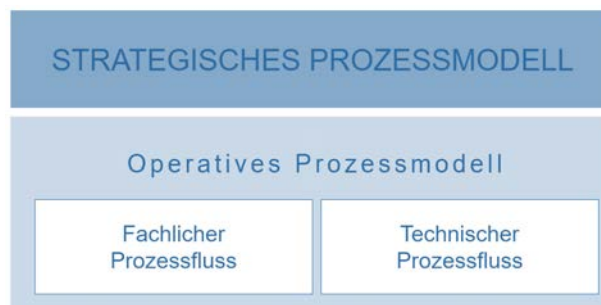 STRATEGISCHES PROZESSMODELL
Operatives Prozessmodell
Fachlicher
Prozessfluss
Technischer
Prozessfluss